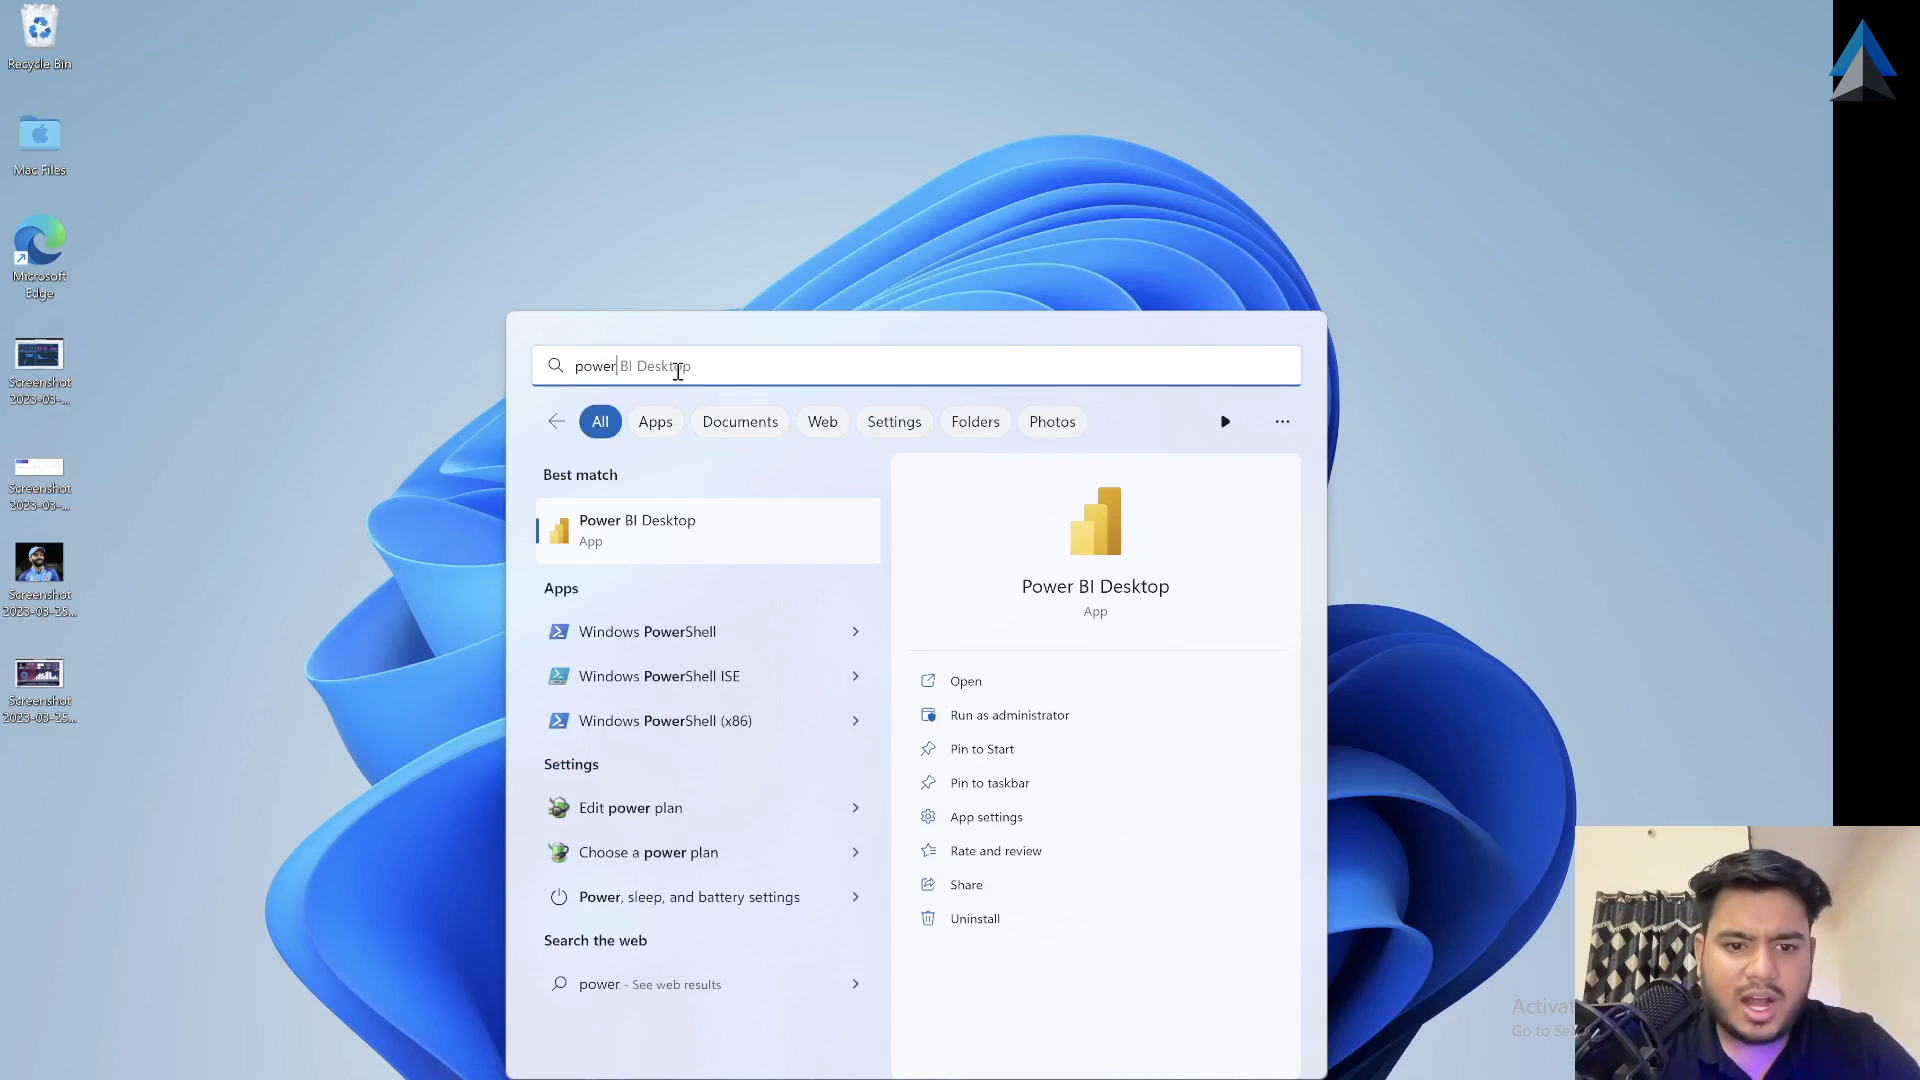 Recycle Bin
Mac Files
Microsoft
Edge
Screenshot
2023-03-...
Screenshot
2023-03-...
Screenshot
2023-03-25...
Screenshot
2023-03-25...
power BI Desktop
All
Apps
Documents
Web
Settings
Folders
Photos
Best match
Power BI Desktop
App
Apps
Windows PowerShell
Windows PowerShell ISE
Windows PowerShell (x86)
Settings
Edit power plan
Choose a power plan
Power, sleep, and battery settings
Search the web
power - See web results
Power BI Desktop
App
Open
Run as administrator
Pin to Start
Pin to taskbar
App settings
Rate and review
Share
Uninstall
Activat
Go to Se